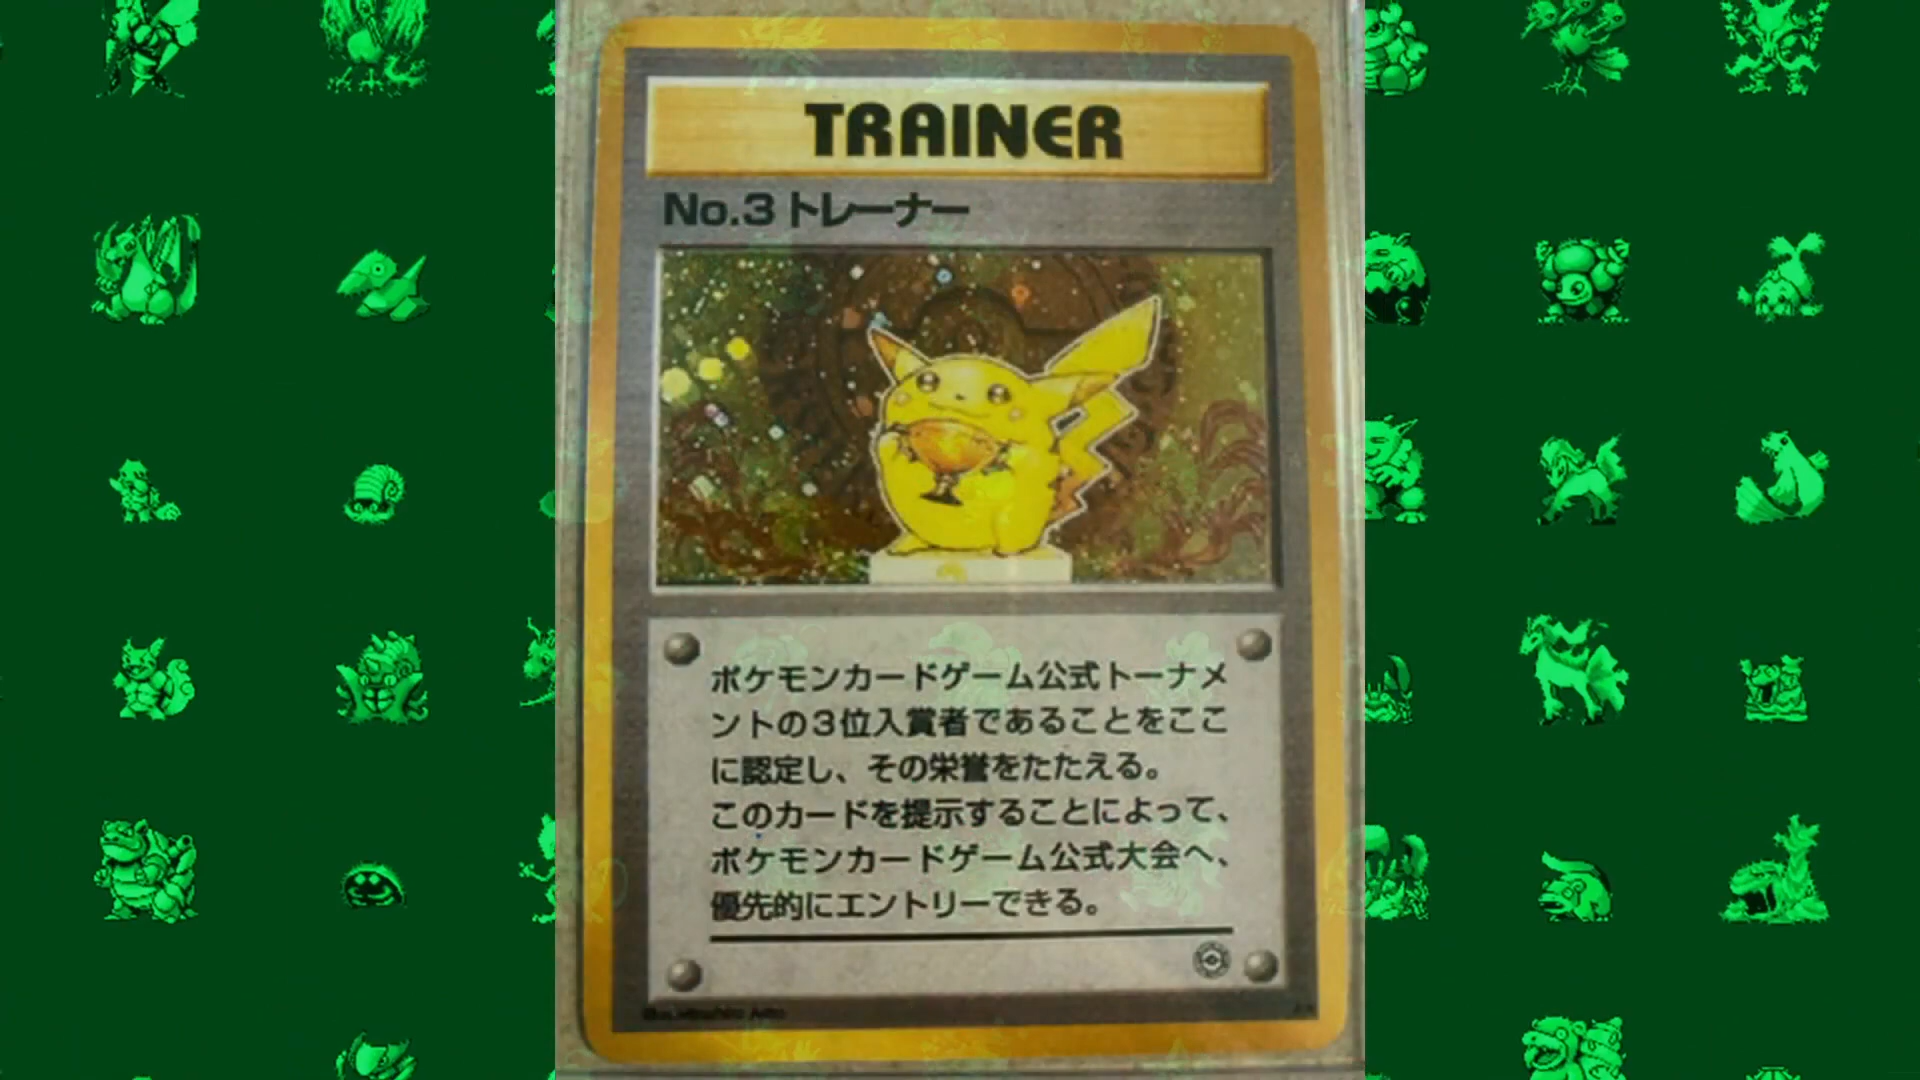 TRAINER
No.3 トレーナー
ポケモンカードゲーム公式トーナメ
ントの3位入賞者であることをここ
に認定し、その栄誉をたたえる。
このカードを提示することによって、
ポケモンカードゲーム公式大会へ、
優先的にエントリーできる。